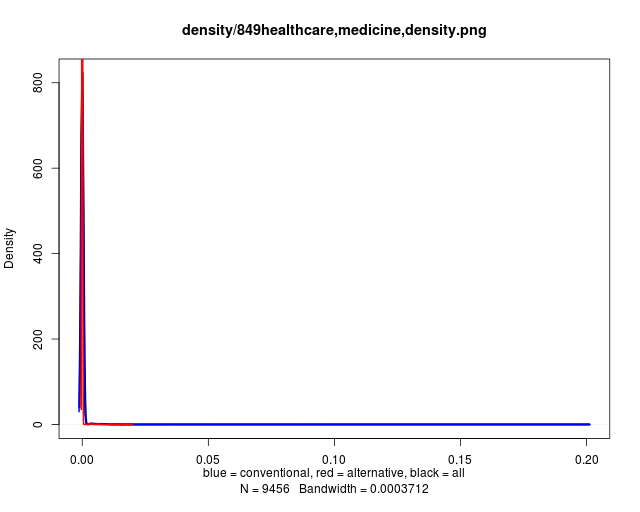 density/849healthcare,medicine,density.png
Density
800
600
400
200
0
0.00 0.05 0.10 0.15 0.20
blue = conventional, red = alternative, black = all
N = 9456 Bandwidth = 0.0003712